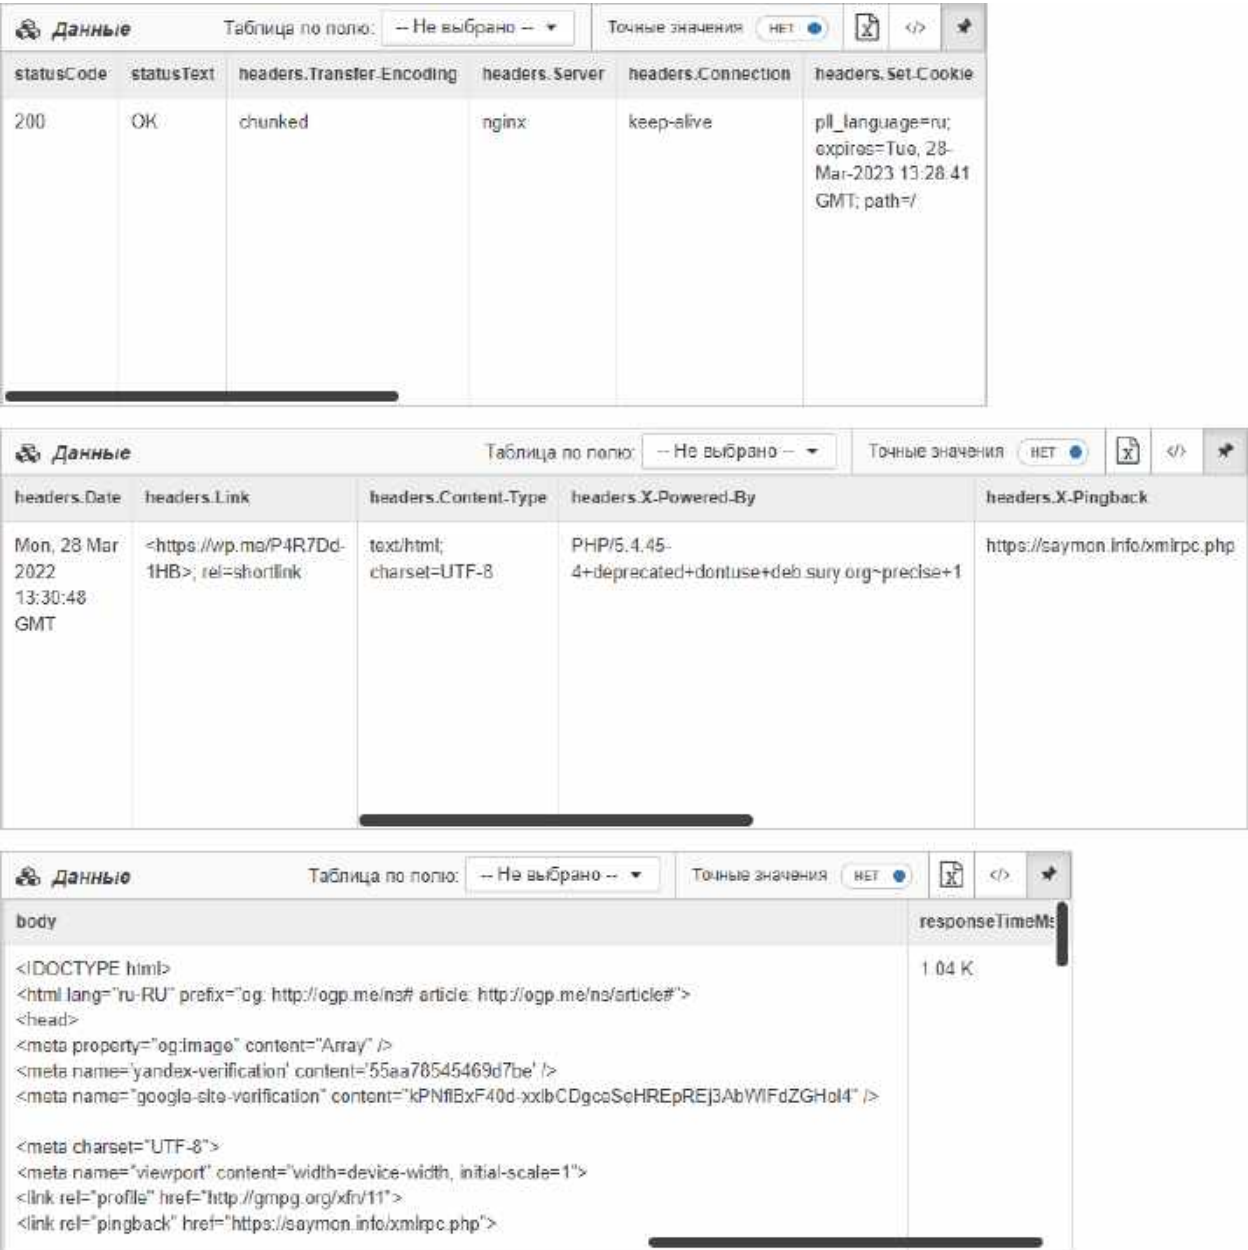 Данные Таблица по полю: -- Не выбрано -- Точные значения НЕТ </>
statusCode statusText headers.Transfer-Encoding headers.Server headers.Connection headers.Set-Cookie
200 OK chunked nginx keep-alive pll_language=ru;
expires=Tue, 28-
Mar-2023 13:28:41
GMT; path=/
Данные Таблица по полю: -- Не выбрано -- Точные значения НЕТ </>
headers.Date headers.Link headers.Content-Type headers.X-Powered-By headers.X-Pingback
Mon, 28 Mar <https://wp.me/P4R7Dd- text/html; PHP/5.4.45- https://saymon.info/xmlrpc.php
2022 1HB>; rel=shortlink charset=UTF-8 4+deprecated+dontuse+deb.sury.org~precise+1
13:30:48
GMT
Данные Таблица по полю: -- Не выбрано -- Точные значения НЕТ </>
body responseTimeMs
<!DOCTYPE html> 1.04 K
<html lang="ru-RU" prefix="og: http://ogp.me/ns# article: http://ogp.me/ns/article#">
<head>
<meta property="og:image" content="Array" />
<meta name='yandex-verification' content='55aa78545469d7be' />
<meta name="google-site-verification" />
<meta charset="UTF-8">
<meta name="viewport" content="width=device-width, initial-scale=1">
<link rel="profile" href="http://gmpg.org/xfn/11">
<link rel="pingback" href="https://saymon.info/xmlrpc.php">